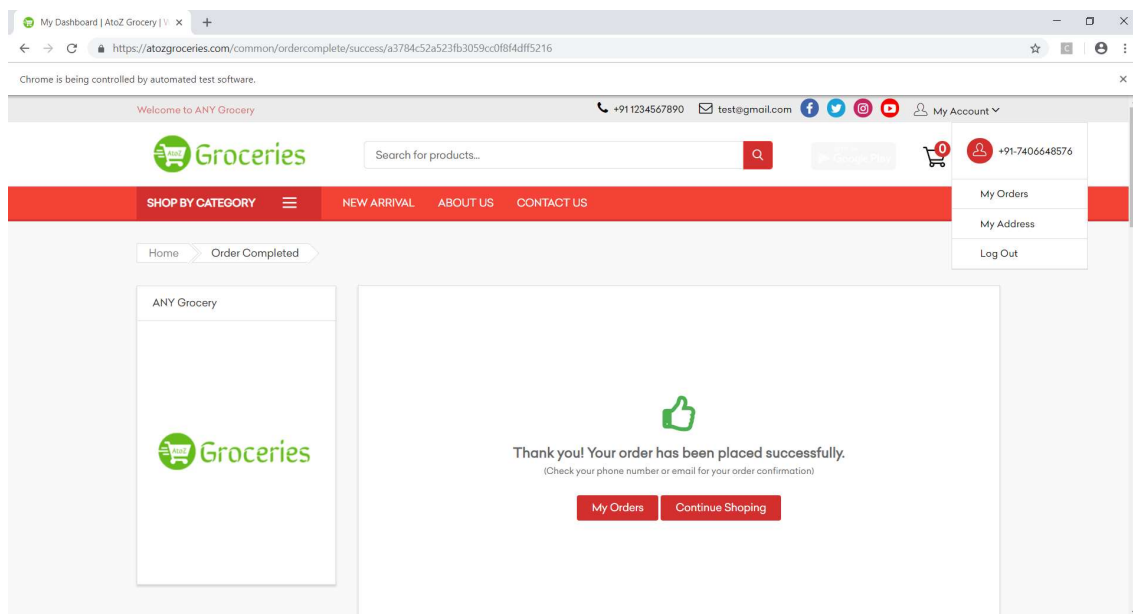 My Dashboard | AtoZ Grocery | V
https://atozgroceries.com/common/ordercomplete/success/a3784c52a523fb3059cc0f8f4dff5216
C
Chrome is being controlled by automated test software.
Welcome to ANY Grocery
+91 1234567890 test@gmail.com My Account
AtoZ Groceries
Search for products...
0
+91-7406648576
SHOP BY CATEGORY NEW ARRIVAL ABOUT US CONTACT US
My Orders
My Address
Log Out
Home Order Completed
ANY Grocery
AtoZ Groceries
Thank you! Your order has been placed successfully.
(Check your phone number or email for your order confirmation)
My Orders Continue Shoping